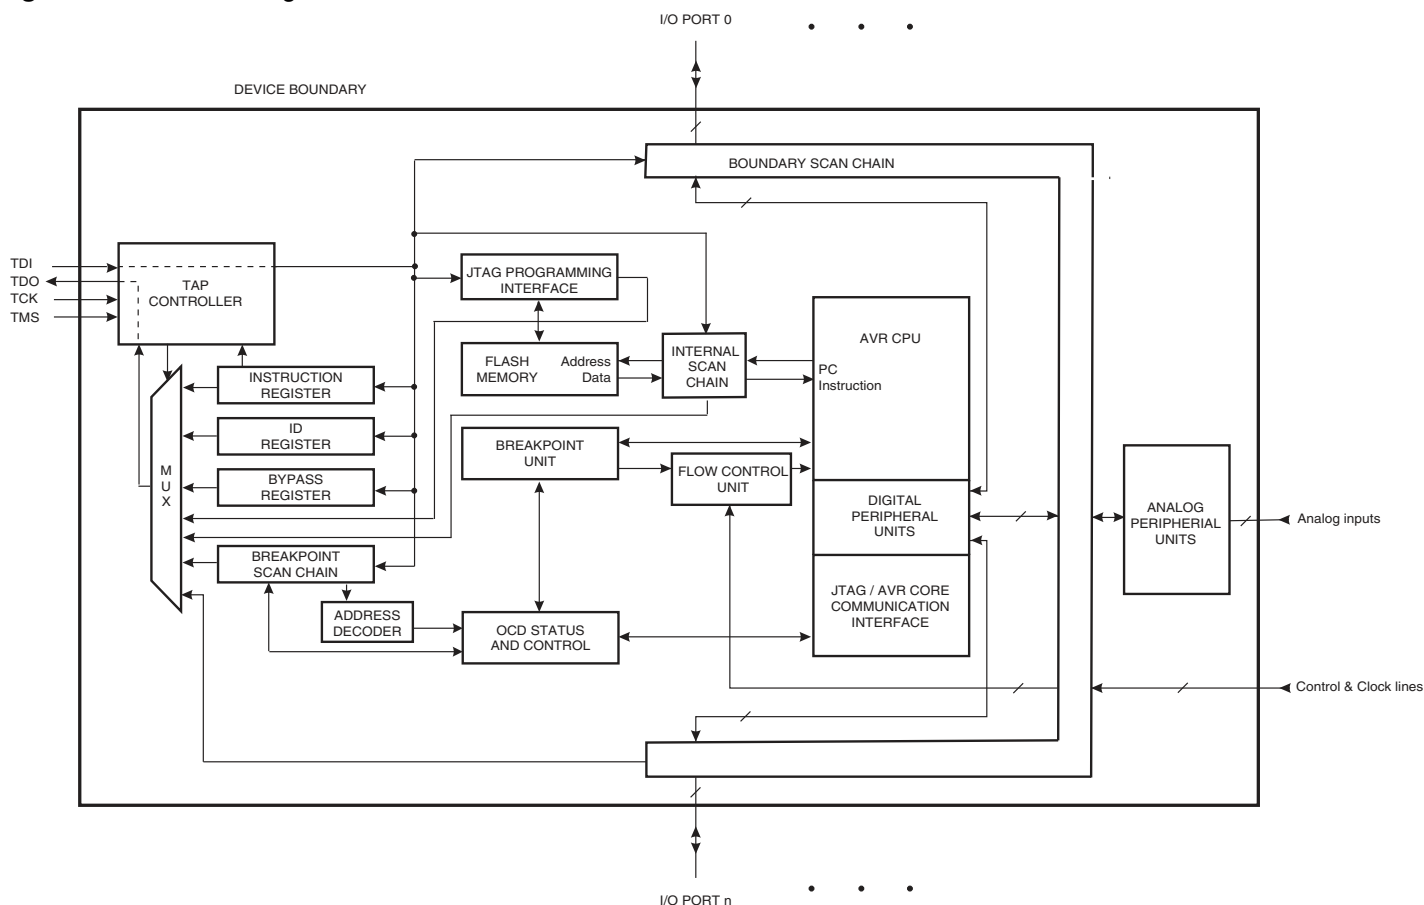 I/O PORT 0
DEVICE BOUNDARY
BOUNDARY SCAN CHAIN
TDI
TDO
TCK
TMS
TAP
CONTROLLER
JTAG PROGRAMMING
INTERFACE
AVR CPU
FLASH
MEMORY
Address
Data
INTERNAL
SCAN
CHAIN
PC
Instruction
INSTRUCTION
REGISTER
ID
REGISTER
M
U
X
BREAKPOINT
UNIT
FLOW CONTROL
UNIT
BYPASS
REGISTER
DIGITAL
PERIPHERAL
UNITS
ANALOG
PERIPHERIAL
UNITS
Analog inputs
BREAKPOINT
SCAN CHAIN
JTAG / AVR CORE
COMMUNICATION
INTERFACE
ADDRESS
DECODER
OCD STATUS
AND CONTROL
Control & Clock lines
I/O PORT n